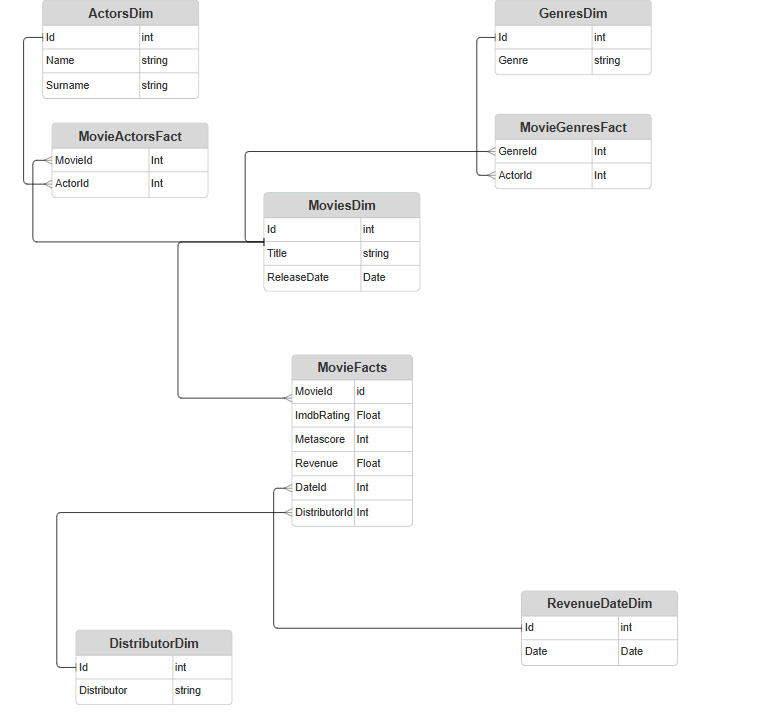 ActorsDim
Id int
Name string
Surname string
GenresDim
Id int
Genre string
MovieActorsFact
MovieId Int
ActorId Int
MovieGenresFact
GenreId Int
ActorId Int
MoviesDim
Id int
Title string
ReleaseDate Date
MovieFacts
MovieId id
ImdbRating Float
Metascore Int
Revenue Float
DateId Int
DistributorId Int
RevenueDateDim
Id int
Date Date
DistributorDim
Id int
Distributor string